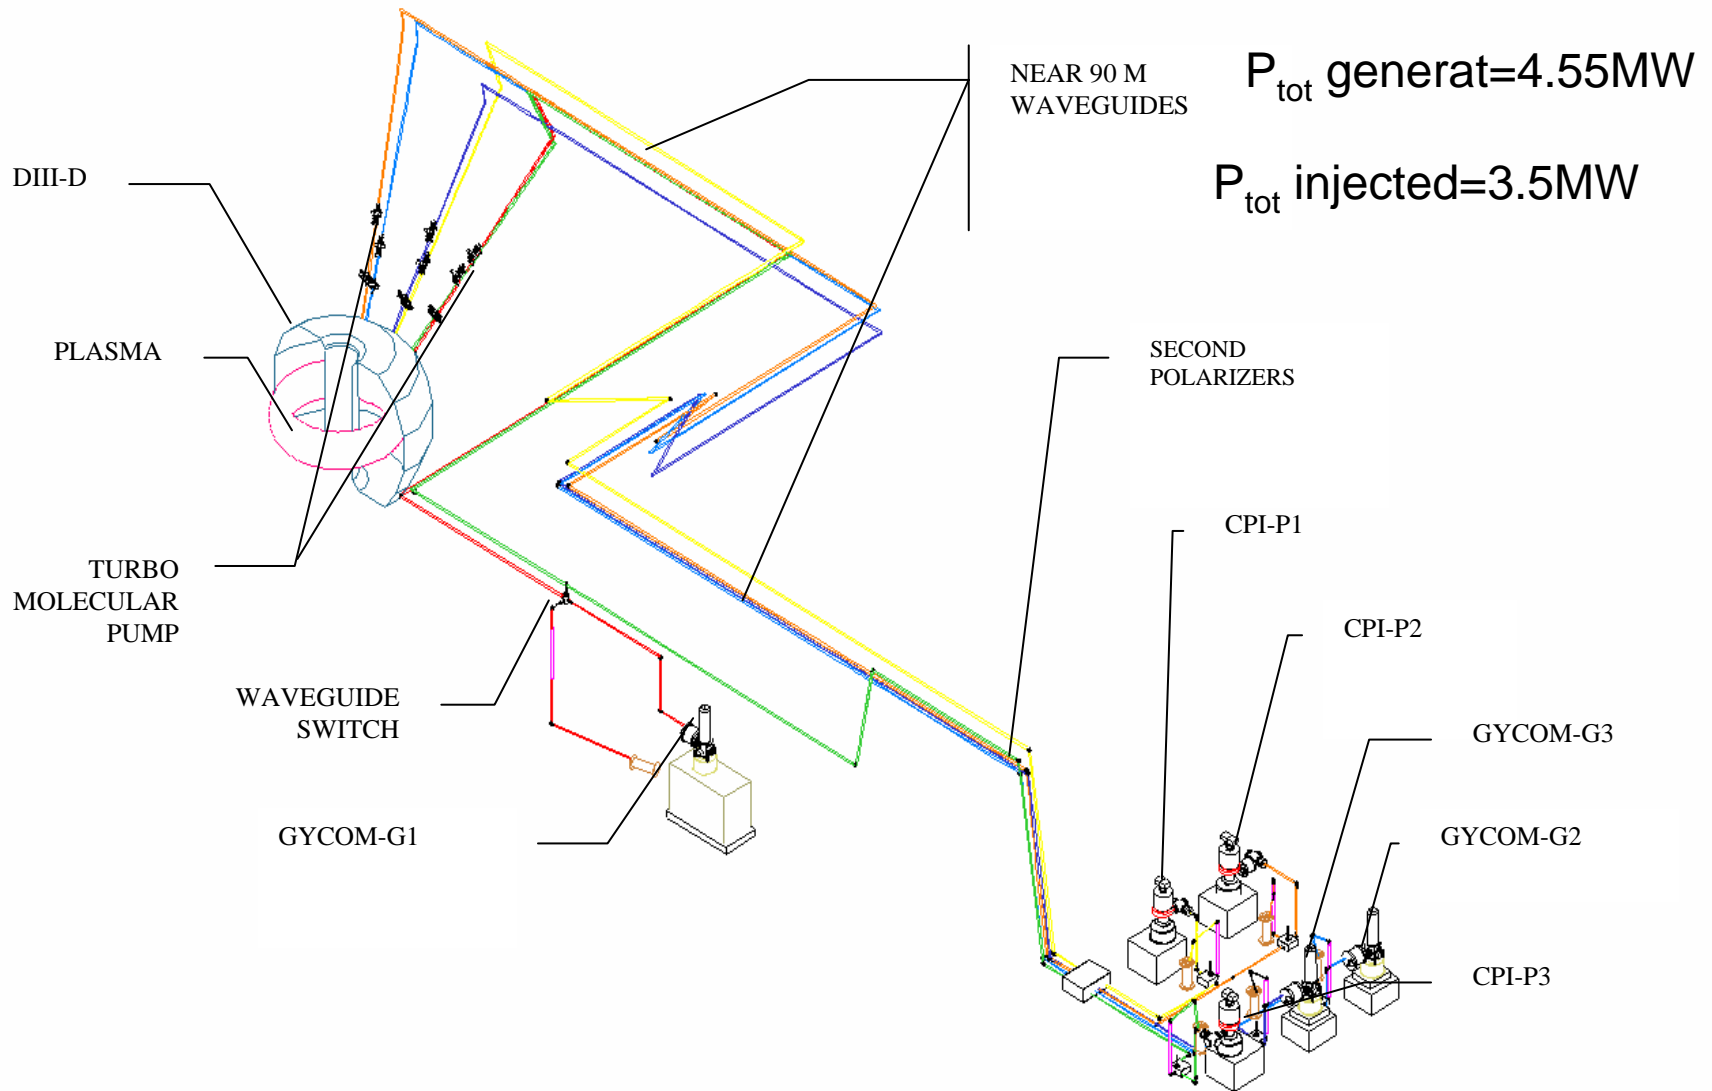 NEAR 90 M
WAVEGUIDES
P_tot generat=4.55MW
P_tot injected=3.5MW
DIII-D
PLASMA
SECOND
POLARIZERS
CPI-P1
TURBO
MOLECULAR
PUMP
CPI-P2
WAVEGUIDE
SWITCH
GYCOM-G3
GYCOM-G1
GYCOM-G2
CPI-P3